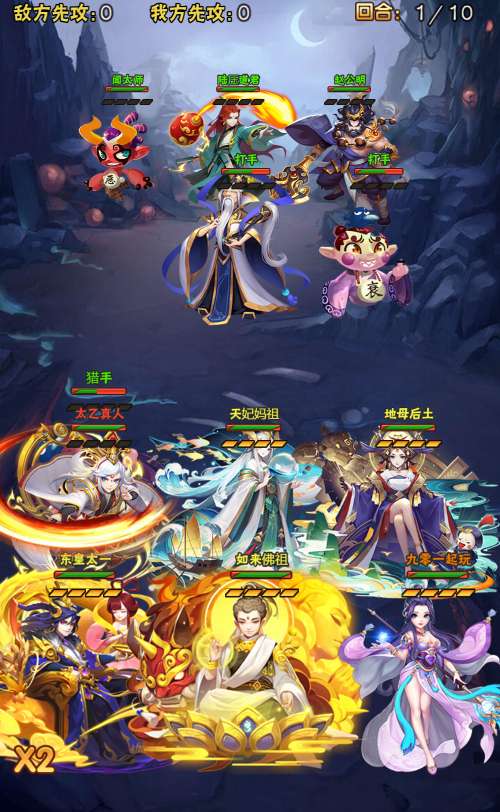 敌方先攻:0 我方先攻:0 回合: 1/10
闻太师 陆压道君 赵公明
打手 打手
恶
衰
猎手
太乙真人 天妃妈祖 地母后土
东皇太一 如来佛祖 九零一起玩
X2